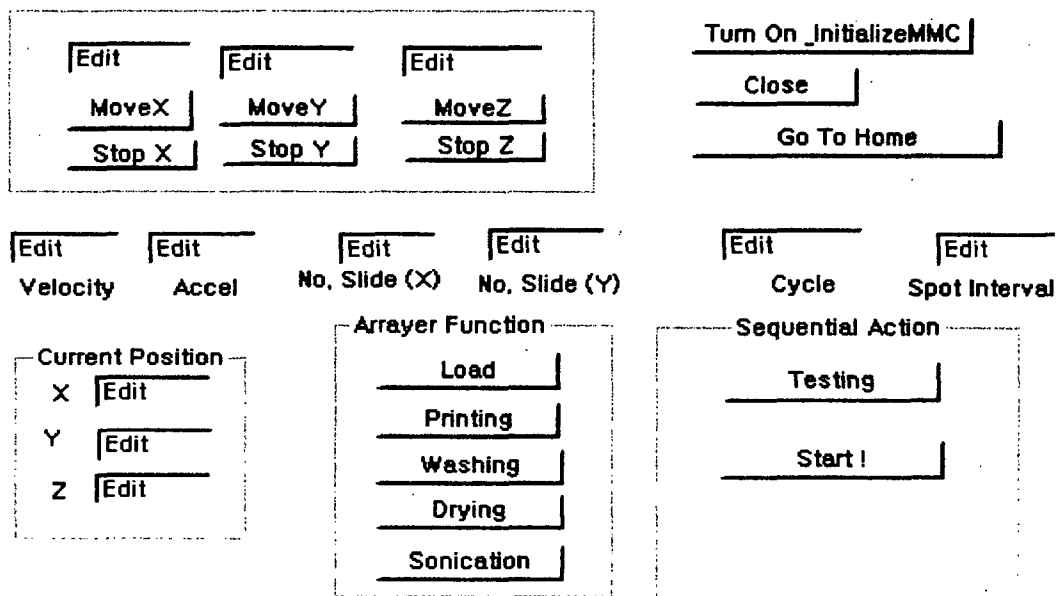 Edit Edit Edit
MoveX MoveY MoveZ
Stop X Stop Y Stop Z
Turn On _InitializeMMC
Close
Go To Home
Edit Edit Edit Edit Edit Edit
Velocity Accel No, Slide (X) No, Slide (Y) Cycle Spot Interval
Current Position
X Edit
Y Edit
Z Edit
Arrayer Function
Load
Printing
Washing
Drying
Sonication
Sequential Action
Testing
Start !